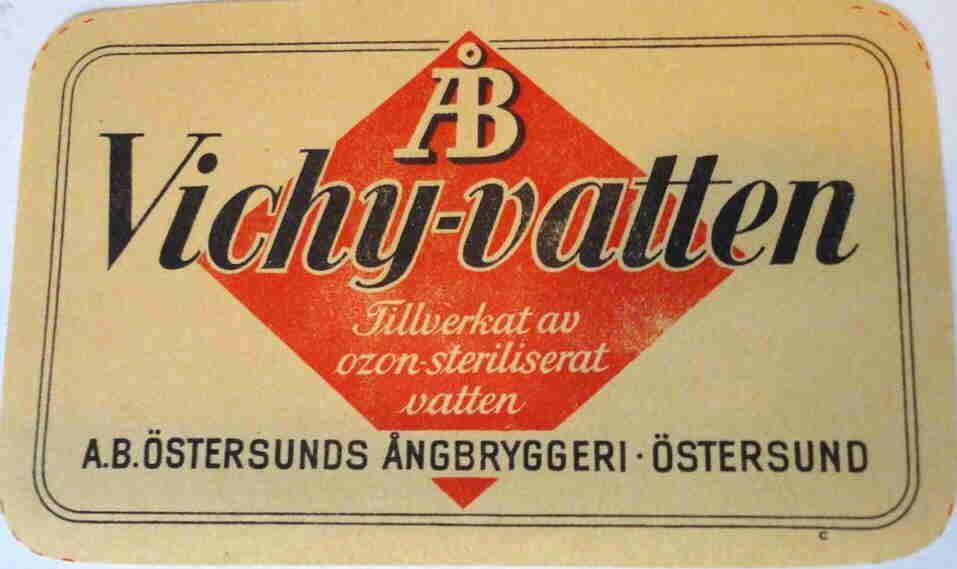 ÅB
Vichy-vatten
Tillverkat av
ozon-steriliserat
vatten
A.B. ÖSTERSUNDS ÅNGBRYGGERI · ÖSTERSUND
C